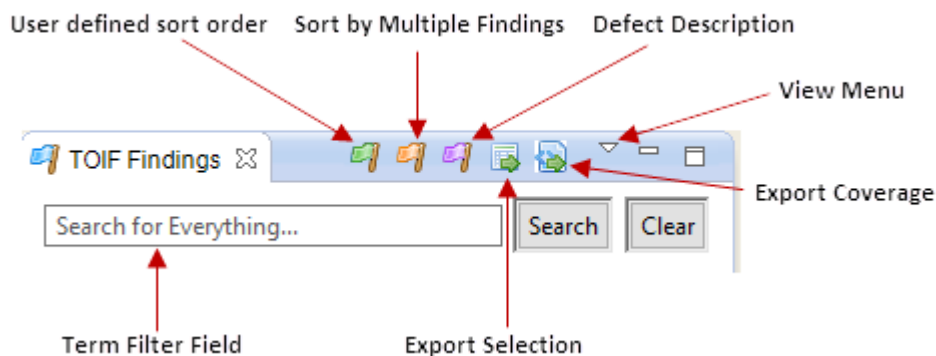 User defined sort order
Sort by Multiple Findings
Defect Description
View Menu
TOIF Findings
Export Coverage
Search for Everything...
Search
Clear
Term Filter Field
Export Selection